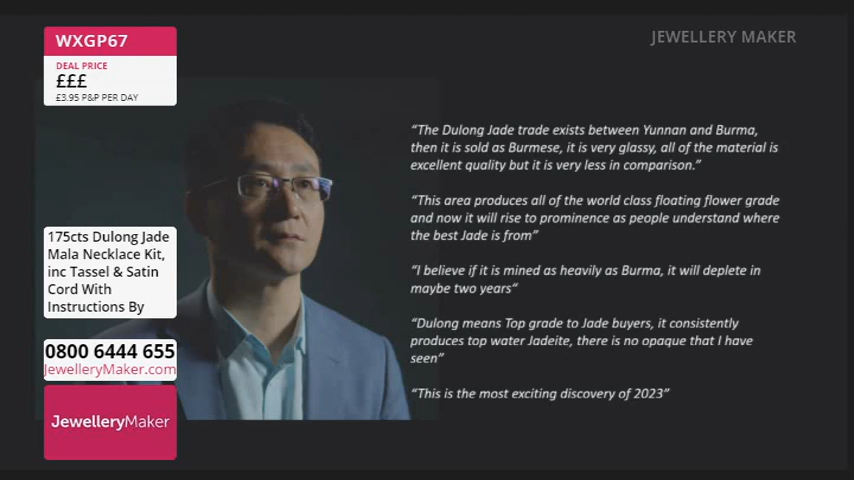 WXGP67
DEAL PRICE
£££
£3.95 P&P PER DAY
JEWELLERY MAKER
“The Dulong Jade trade exists between Yunnan and Burma,
then it is sold as Burmese, it is very glassy, all of the material is
excellent quality but it is very less in comparison.”
“This area produces all of the world class floating flower grade
and now it will rise to prominence as people understand where
the best Jade is from”
“I believe if it is mined as heavily as Burma, it will deplete in
maybe two years“
“Dulong means Top grade to Jade buyers, it consistently
produces top water Jadeite, there is no opaque that I have
seen”
“This is the most exciting discovery of 2023”
175cts Dulong Jade
Mala Necklace Kit,
inc Tassel & Satin
Cord With
Instructions By
0800 6444 655
JewelleryMaker.com
JewelleryMaker